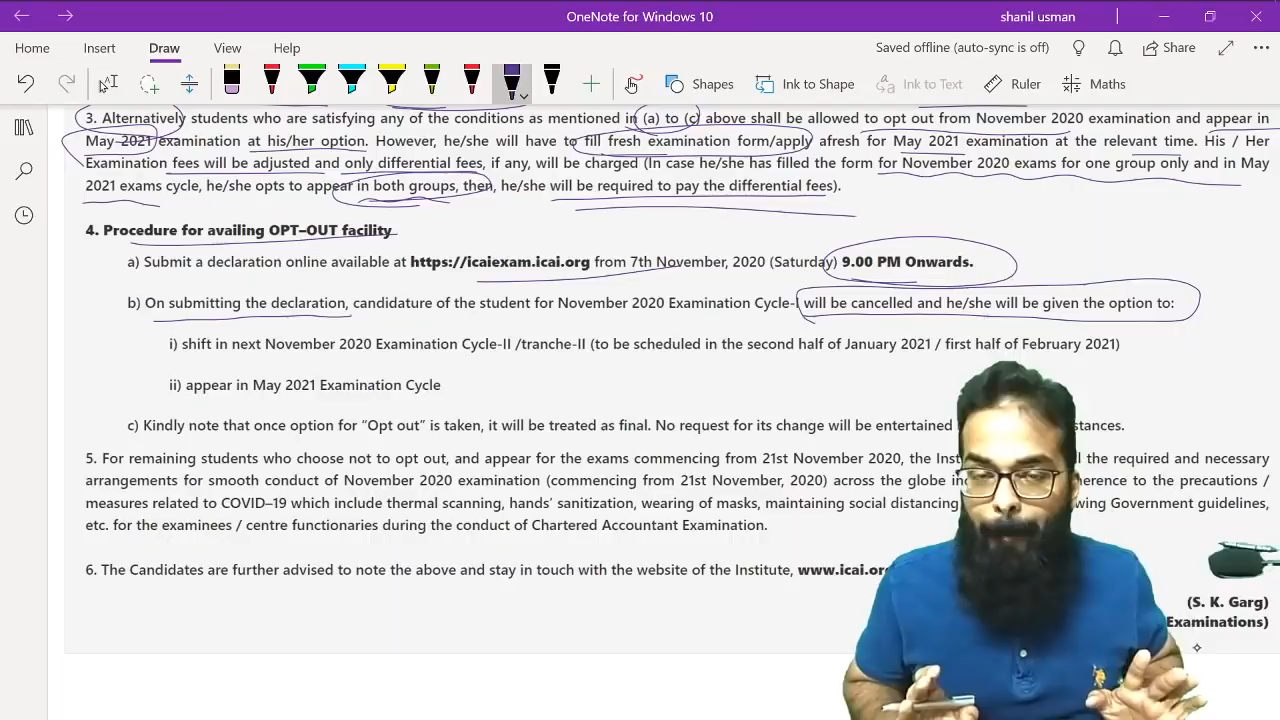 OneNote for Windows 10
shanil usman
Home Insert Draw View Help
Saved offline (auto-sync is off) Share
Shapes Ink to Shape Ink to Text Ruler Maths
3. Alternatively students who are satisfying any of the conditions as mentioned in (a) to (c) above shall be allowed to opt out from November 2020 examination and appear in
May 2021 examination at his/her option. However, he/she will have to fill fresh examination form/apply afresh for May 2021 examination at the relevant time. His / Her
Examination fees will be adjusted and only differential fees, if any, will be charged (In case he/she has filled the form for November 2020 exams for one group only and in May
2021 exams cycle, he/she opts to appear in both groups, then, he/she will be required to pay the differential fees).
4. Procedure for availing OPT–OUT facility
a) Submit a declaration online available at https://icaiexam.icai.org from 7th November, 2020 (Saturday) 9.00 PM Onwards.
b) On submitting the declaration, candidature of the student for November 2020 Examination Cycle-I will be cancelled and he/she will be given the option to:
i) shift in next November 2020 Examination Cycle-II /tranche-II (to be scheduled in the second half of January 2021 / first half of February 2021)
ii) appear in May 2021 Examination Cycle
c) Kindly note that once option for “Opt out” is taken, it will be treated as final. No request for its change will be entertained
5. For remaining students who choose not to opt out, and appear for the exams commencing from 21st November 2020, the the required and necessary
arrangements for smooth conduct of November 2020 examination (commencing from 21st November, 2020) across the globe to the precautions /
measures related to COVID–19 which include thermal scanning, hands’ sanitization, wearing of masks, maintaining social distancing Government guidelines,
etc. for the examinees / centre functionaries during the conduct of Chartered Accountant Examination.
6. The Candidates are further advised to note the above and stay in touch with the website of the Institute,
(S. K. Garg)
Examinations)